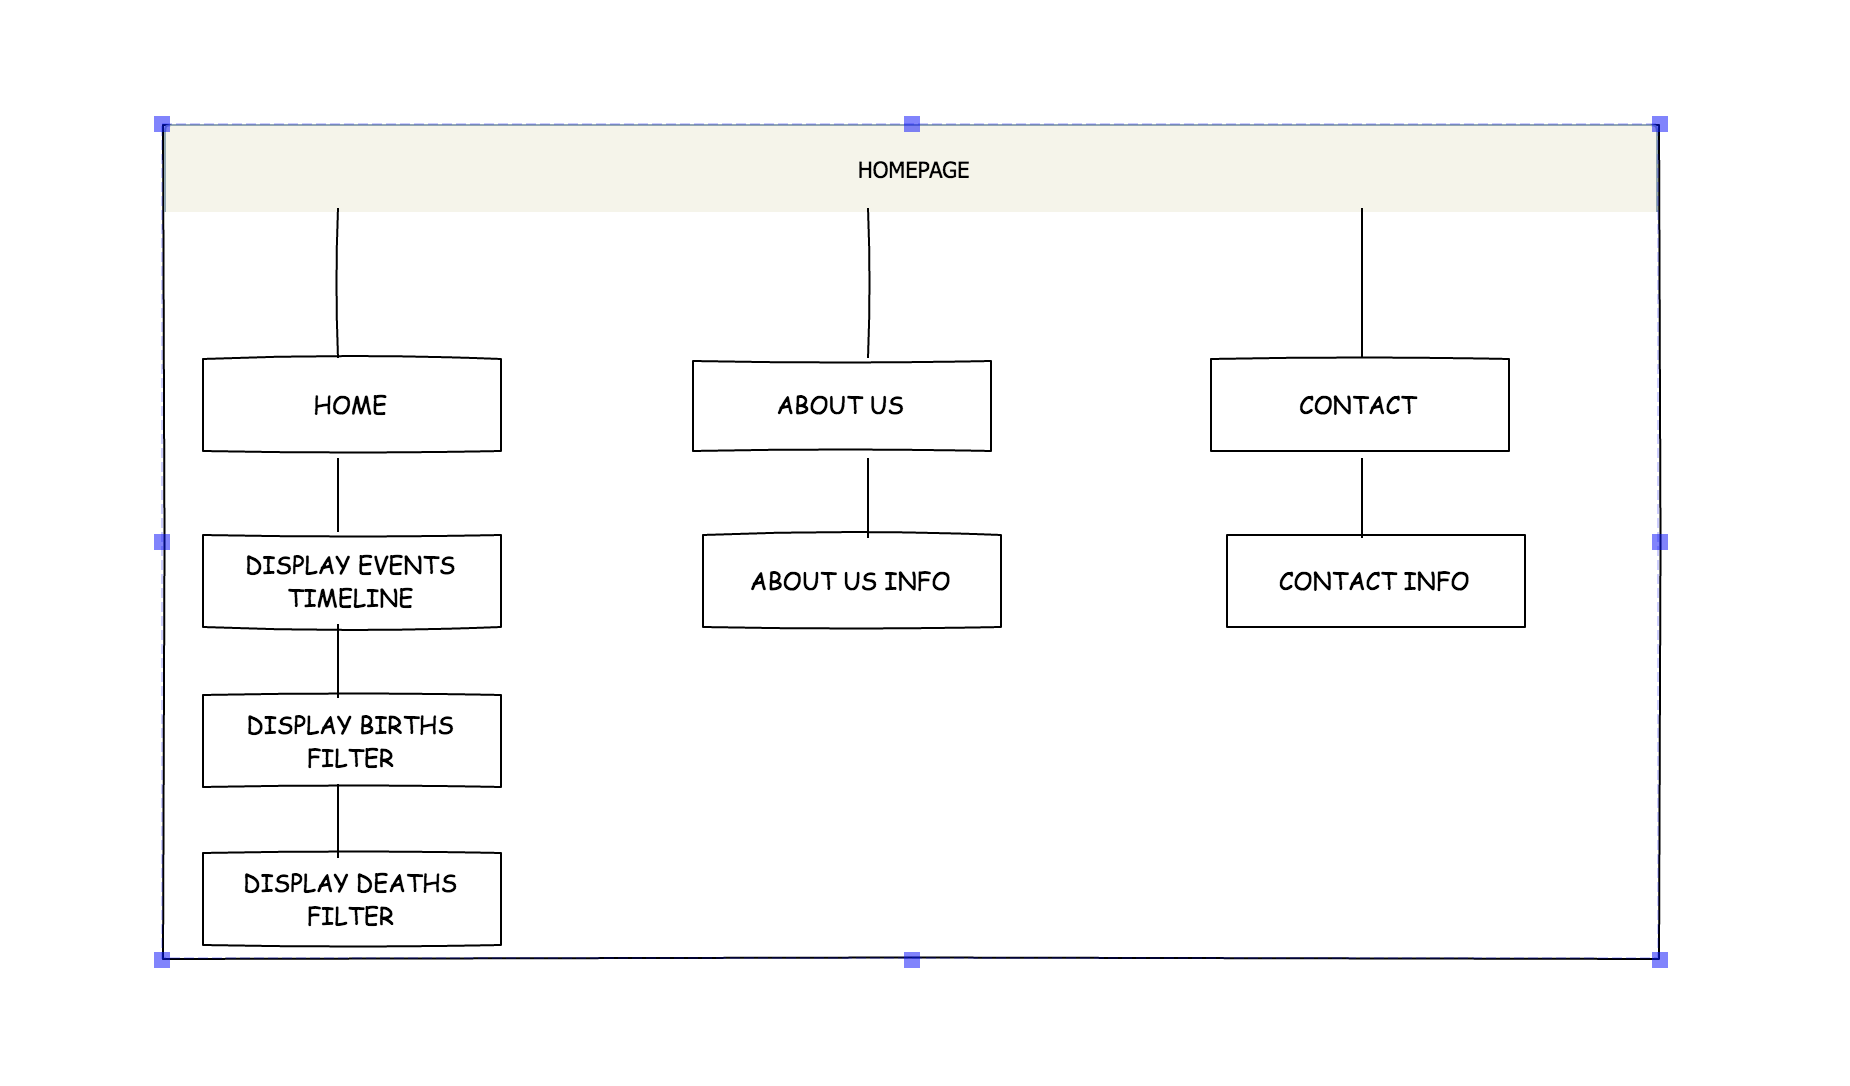 HOMEPAGE
HOME
ABOUT US
CONTACT
DISPLAY EVENTS
TIMELINE
ABOUT US INFO
CONTACT INFO
DISPLAY BIRTHS
FILTER
DISPLAY DEATHS
FILTER